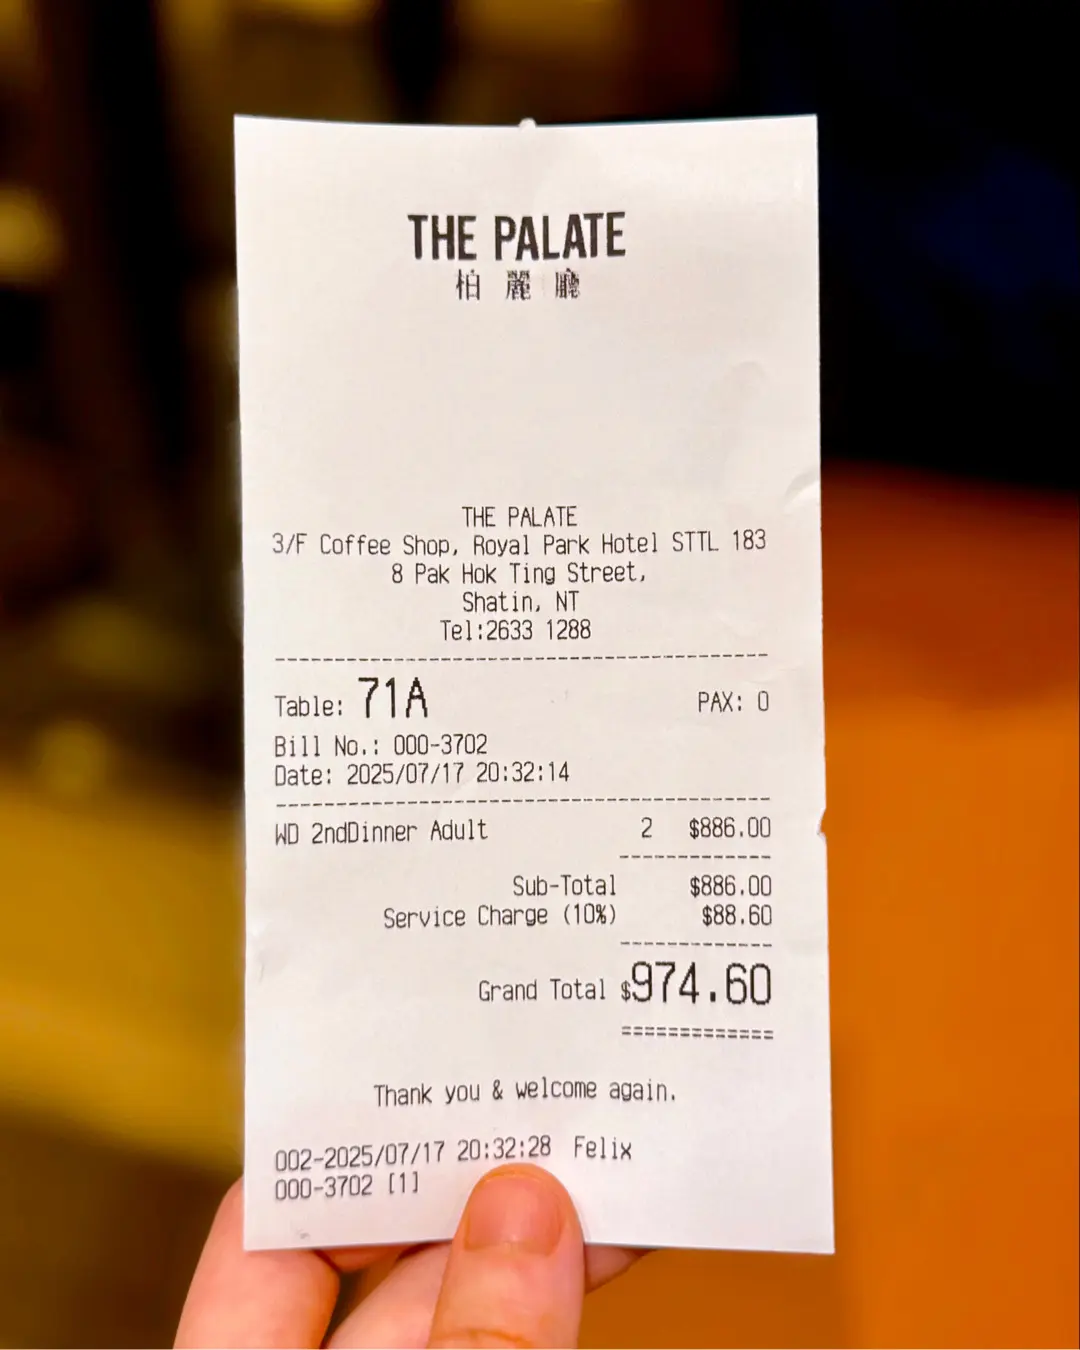 THE PALATE
柏麗廳
THE PALATE
3/F Coffee Shop, Royal Park Hotel STTL 183
8 Pak Hok Ting Street,
Shatin, NT
Tel:2633 1288
Table: 71A PAX: 0
Bill No.: 000-3702
Date: 2025/07/17 20:32:14
WD 2ndDinner Adult 2 $886.00
Sub-Total $886.00
Service Charge (10%) $88.60
Grand Total $974.60
Thank you & welcome again.
002-2025/07/17 20:32:28 Felix
000-3702 [1]